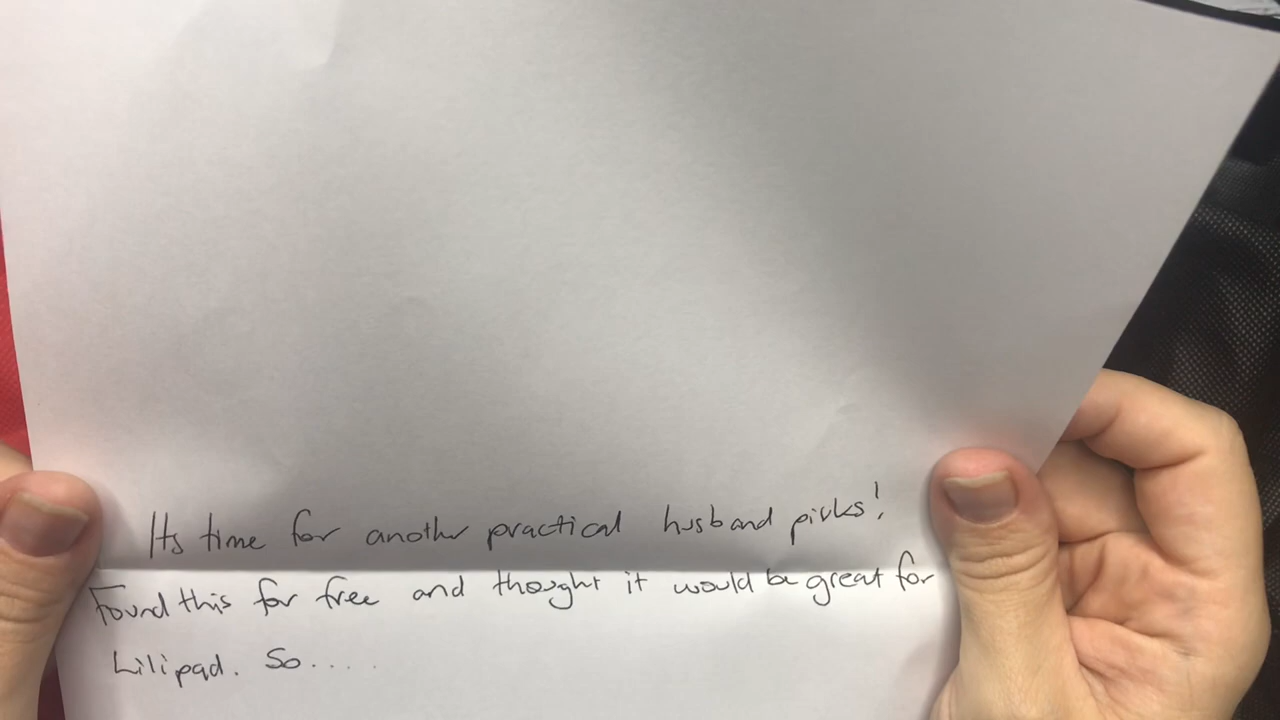 Its time for another practical husband picks!
Found this for free and thought it would be great for
Lilipad. So.....